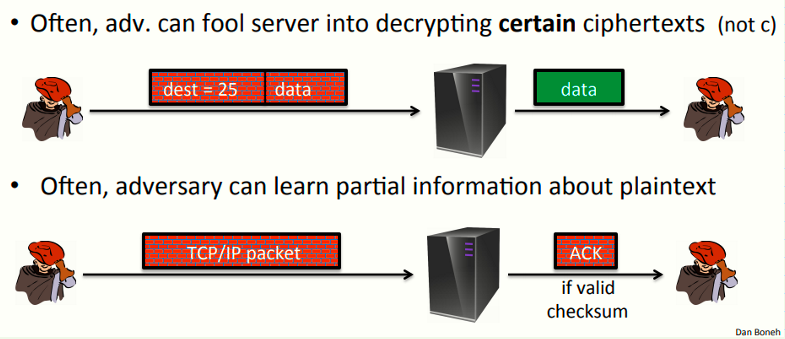 • Often, adv. can fool server into decrypting certain ciphertexts (not c)
dest = 25 data
data
• Often, adversary can learn partial information about plaintext
TCP/IP packet
ACK
if valid
checksum
Dan Boneh